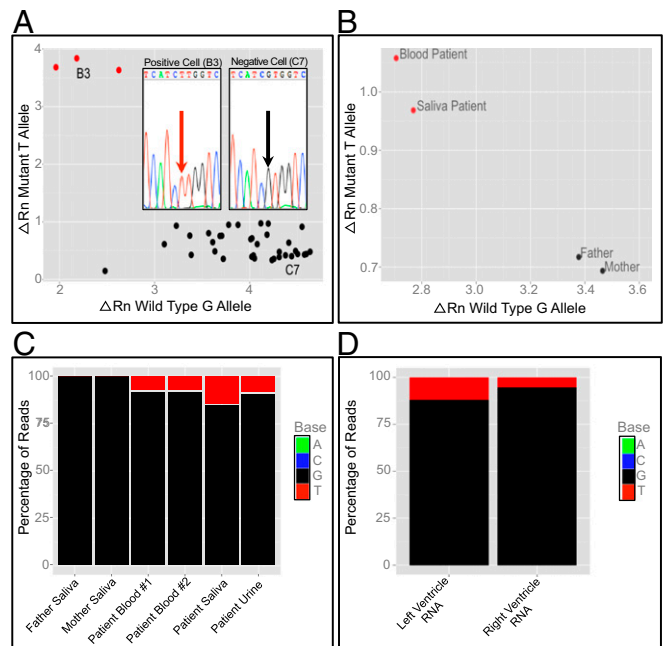 A
4
3
2
1
0
△Rn Mutant T Allele
B3
Positive Cell (B3)
TCATCTTGGTC
Negative Cell (C7)
TCATCGTGGTC
C7
2
3
4
△Rn Wild Type G Allele
B
Blood Patient
Saliva Patient
Father
Mother
1.0
0.9
0.8
0.7
△Rn Mutant T Allele
2.8
3.0
3.2
3.4
3.6
△Rn Wild Type G Allele
C
100
75
50
25
0
Percentage of Reads
Base
A
C
G
T
Father Saliva
Mother Saliva
Patient Blood #1
Patient Blood #2
Patient Saliva
Patient Urine
D
100
75
50
25
0
Percentage of Reads
Base
A
C
G
T
Left Ventricle
RNA
Right Ventricle
RNA